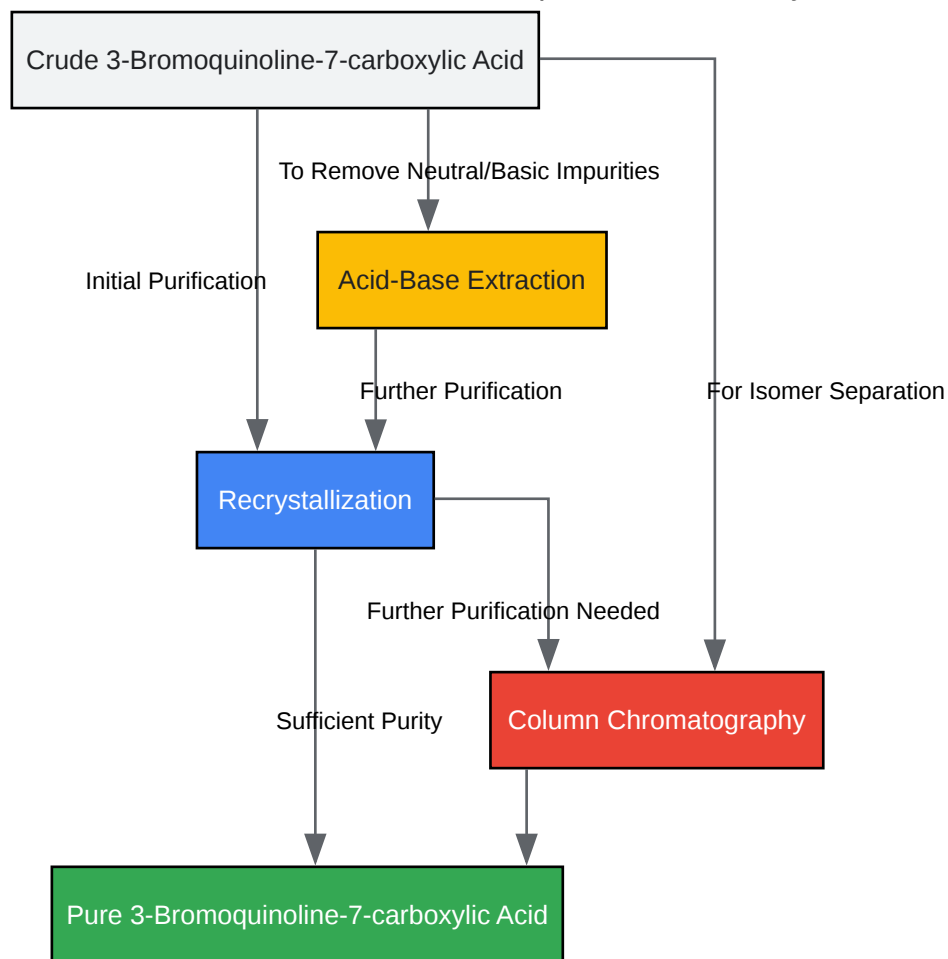 Crude 3-Bromoquinoline-7-carboxylic Acid
To Remove Neutral/Basic Impurities
Initial Purification
Acid-Base Extraction
Further Purification
For Isomer Separation
Recrystallization
Further Purification Needed
Sufficient Purity
Column Chromatography
Pure 3-Bromoquinoline-7-carboxylic Acid